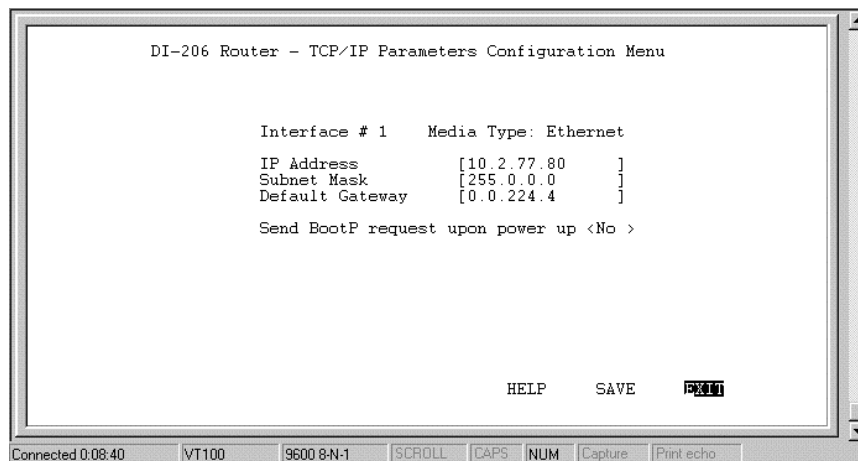 DI-206 Router – TCP/IP Parameters Configuration Menu
Interface # 1 Media Type: Ethernet
IP Address [10.2.77.80 ]
Subnet Mask [255.0.0.0 ]
Default Gateway [0.0.224.4 ]
Send BootP request upon power up <No >
HELP SAVE EXIT
Connected 0:08:40 VT100 9600 8-N-1 SCROLL CAPS NUM Capture Print echo